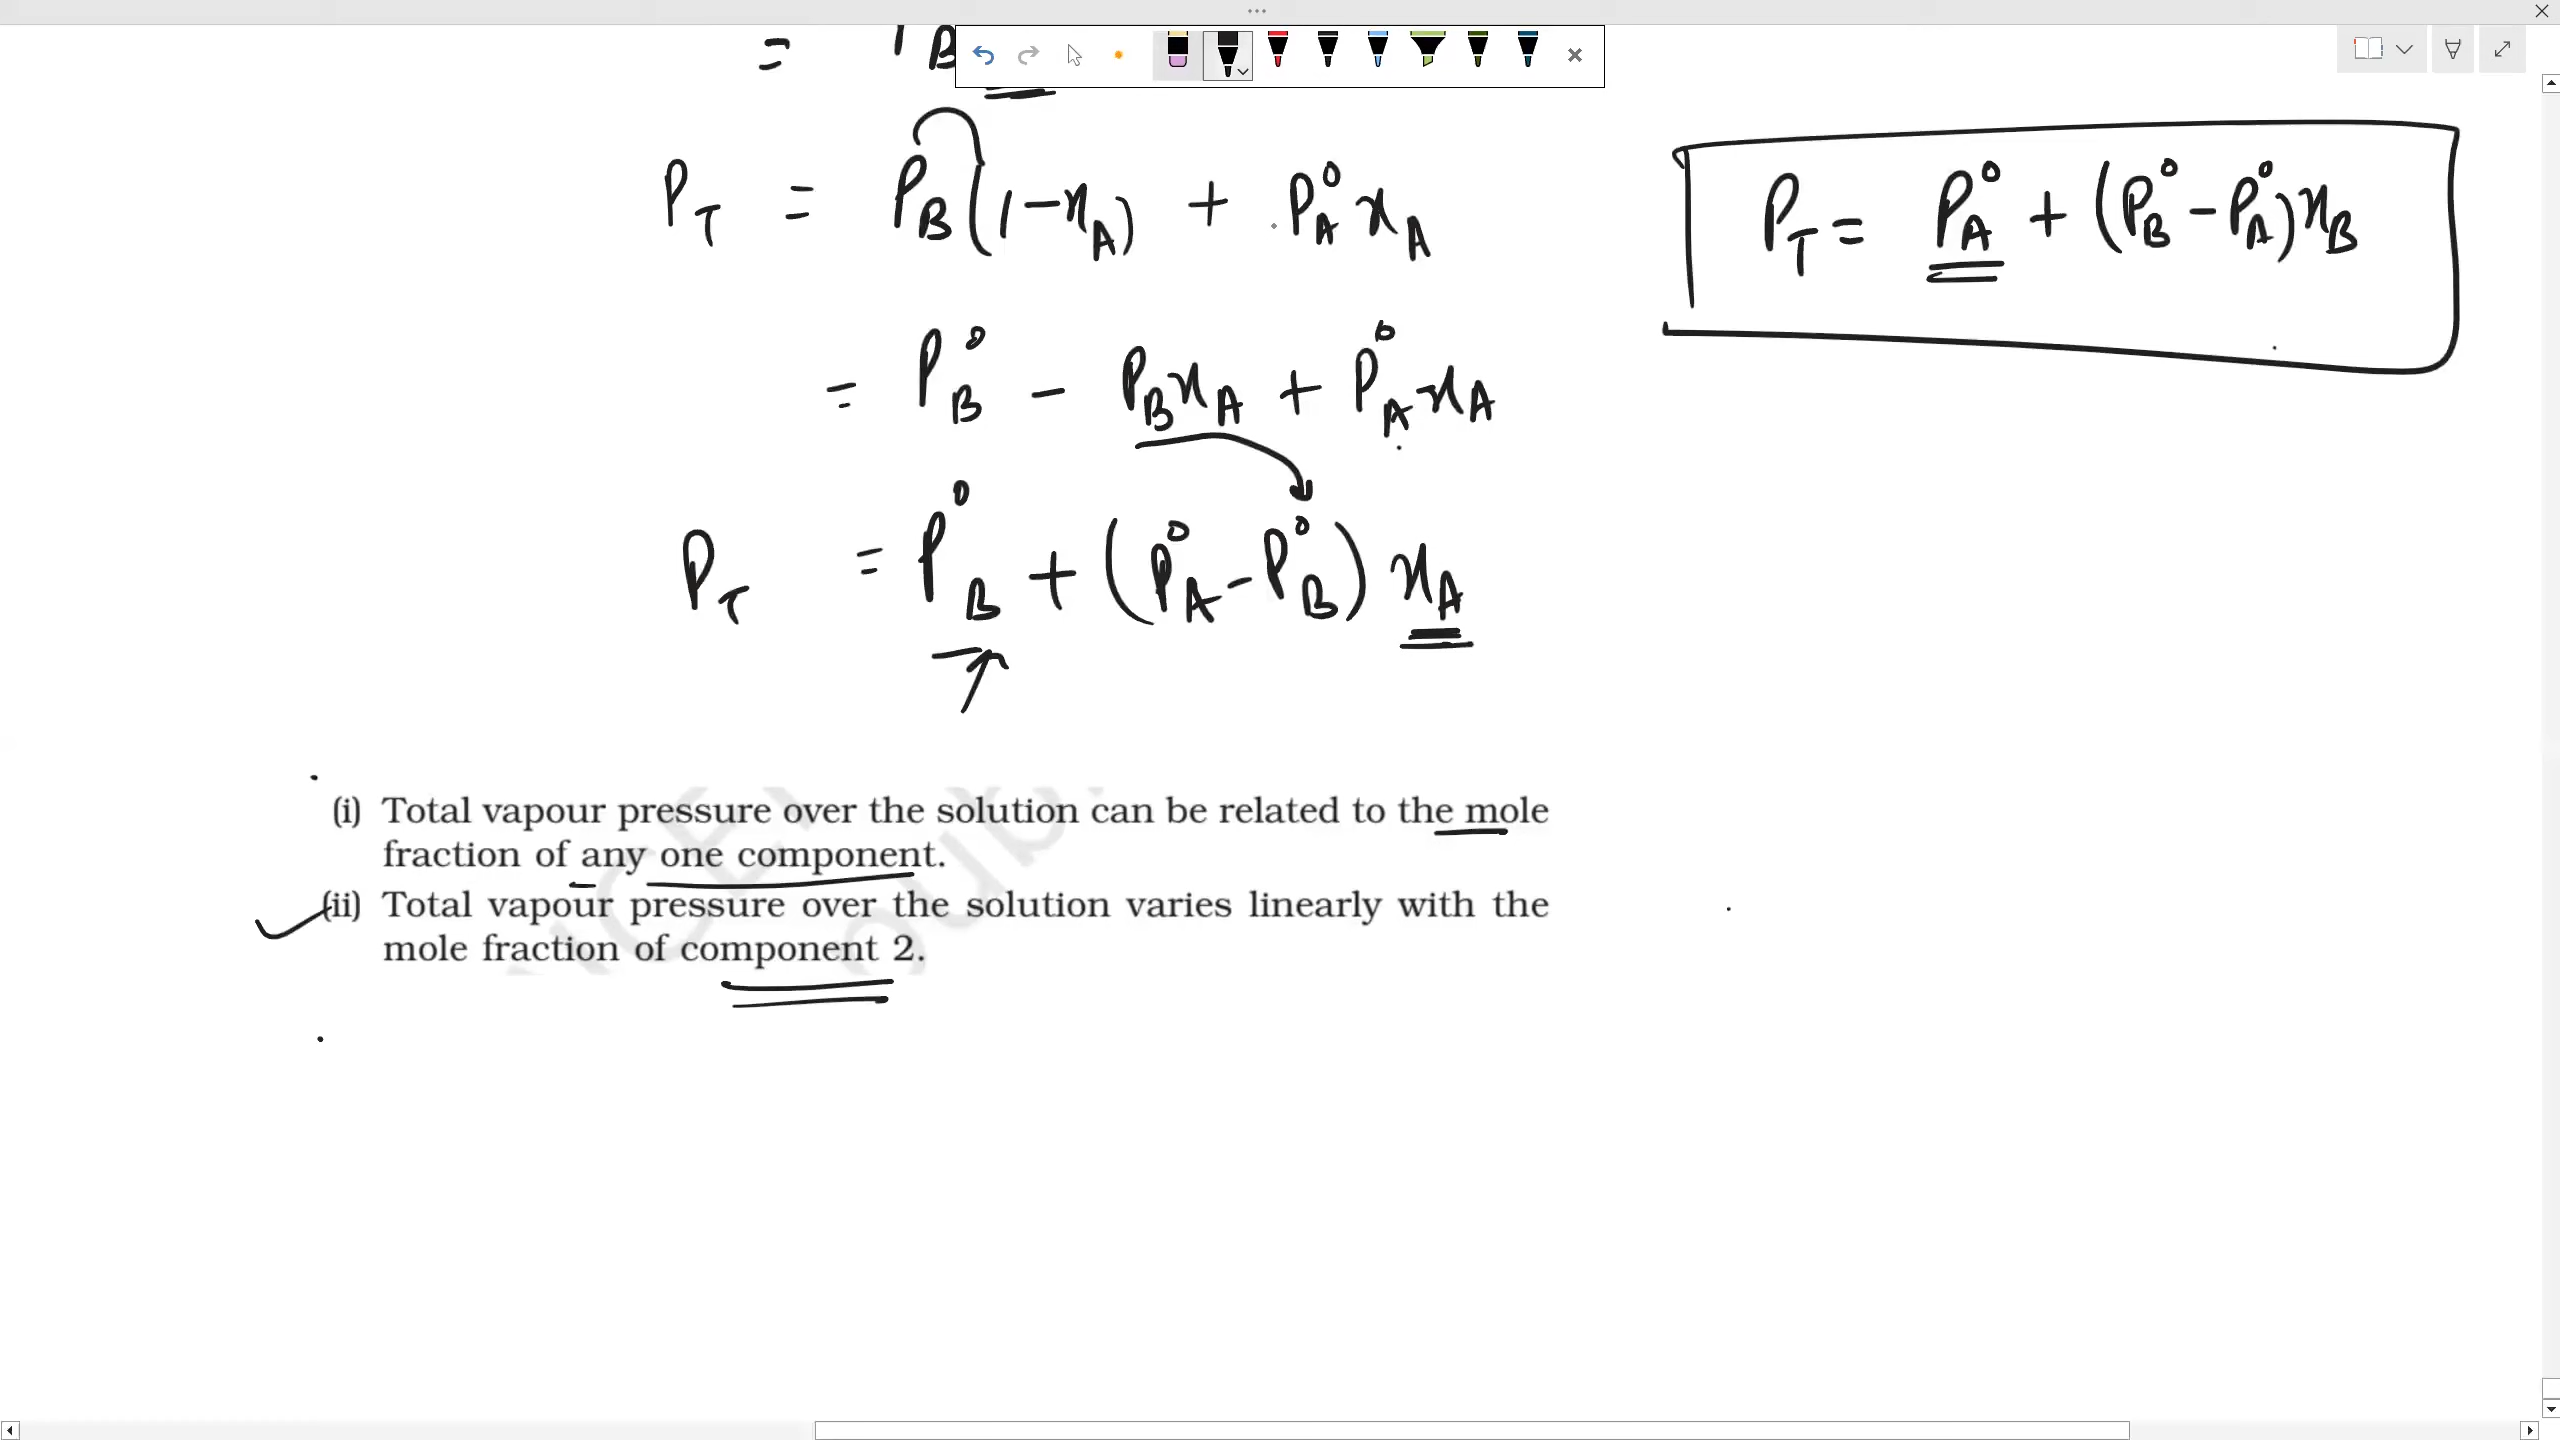 = P_B
P_T = P_B(1-x_A) + P_A^0 x_A
P_T = P_A^0 + (P_B^0 - P_A^0)x_B
= P_B^0 - P_B x_A + P_A^0 x_A
P_T = P_B^0 + (P_A^0 - P_B^0) x_A
(i) Total vapour pressure over the solution can be related to the mole
fraction of any one component.
(ii) Total vapour pressure over the solution varies linearly with the
mole fraction of component 2.